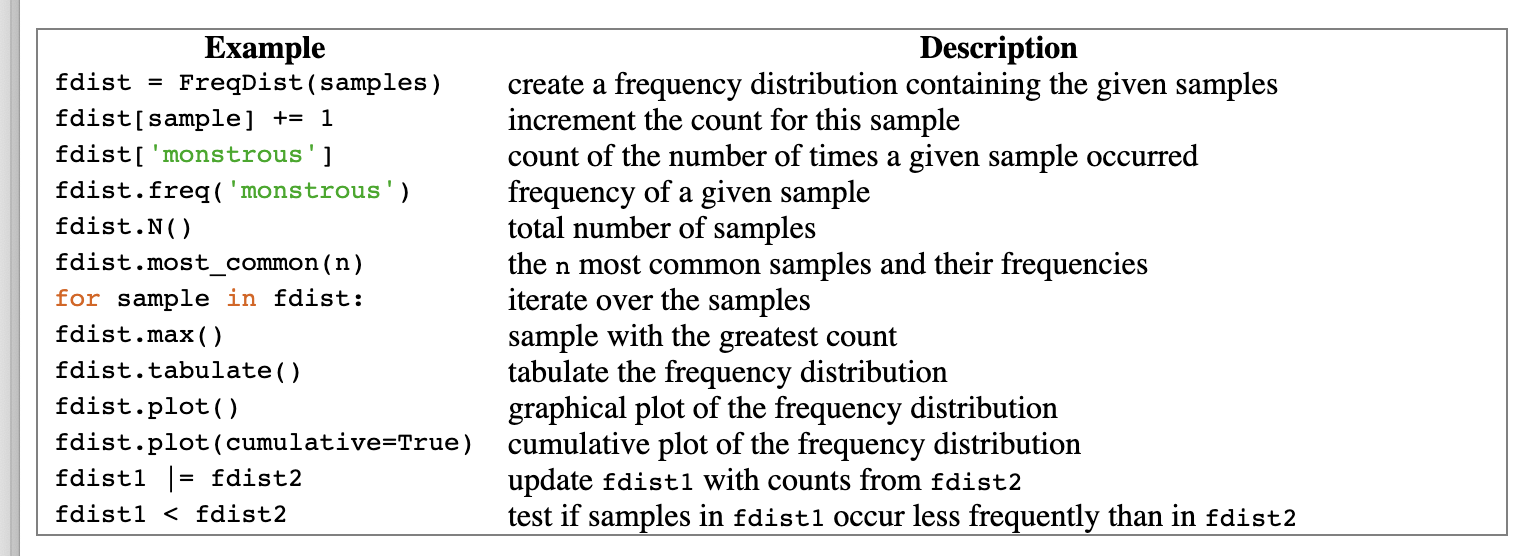 Example Description
fdist = FreqDist(samples) create a frequency distribution containing the given samples
fdist[sample] += 1 increment the count for this sample
fdist['monstrous'] count of the number of times a given sample occurred
fdist.freq('monstrous') frequency of a given sample
fdist.N() total number of samples
fdist.most_common(n) the n most common samples and their frequencies
for sample in fdist: iterate over the samples
fdist.max() sample with the greatest count
fdist.tabulate() tabulate the frequency distribution
fdist.plot() graphical plot of the frequency distribution
fdist.plot(cumulative=True) cumulative plot of the frequency distribution
fdist1 |= fdist2 update fdist1 with counts from fdist2
fdist1 < fdist2 test if samples in fdist1 occur less frequently than in fdist2